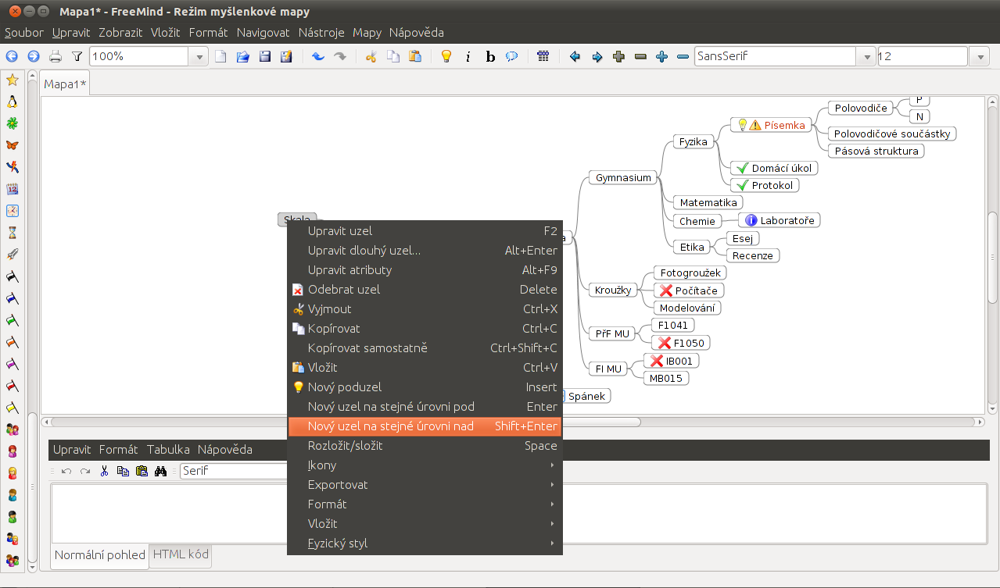 Mapa1* - FreeMind - Režim myšlenkové mapy
Soubor Upravit Zobrazit Vložit Formát Navigovat Nástroje Mapy Nápověda
100%
SansSerif
12
Mapa1*
P
Polovodiče
N
Písemka
Polovodičové součástky
Fyzika
Pásová struktura
Domácí úkol
Gymnasium
Protokol
Matematika
Skala
Chemie
Laboratoře
Esej
Etika
Recenze
Fotogroužek
Kroužky
Počítače
Modelování
F1041
PřF MU
F1050
IB001
FI MU
MB015
Spánek
Upravit uzel F2
Upravit dlouhý uzel... Alt+Enter
Upravit atributy Alt+F9
Odebrat uzel Delete
Vyjmout Ctrl+X
Kopírovat Ctrl+C
Kopírovat samostatně Ctrl+Shift+C
Vložit Ctrl+V
Nový poduzel Insert
Nový uzel na stejné úrovni pod Enter
Nový uzel na stejné úrovni nad Shift+Enter
Rozložit/složit Space
Ikony
Exportovat
Formát
Vložit
Fyzický styl
Upravit Formát Tabulka Nápověda
Serif
Normální pohled HTML kód